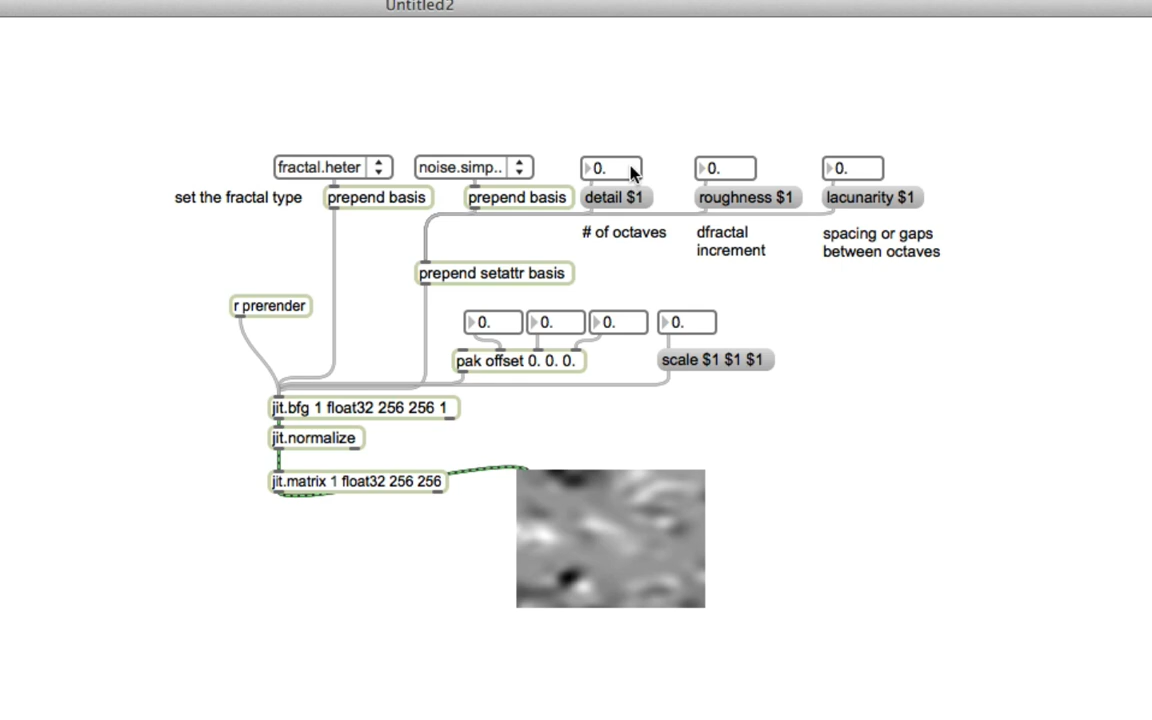 Untitled2
fractal.heter
noise.simp..
0.
0.
0.
set the fractal type
prepend basis
prepend basis
detail $1
roughness $1
lacunarity $1
# of octaves
dfractal
increment
spacing or gaps
between octaves
prepend setattr basis
r prerender
0.
0.
0.
0.
pak offset 0. 0. 0.
scale $1 $1 $1
jit.bfg 1 float32 256 256 1
jit.normalize
jit.matrix 1 float32 256 256